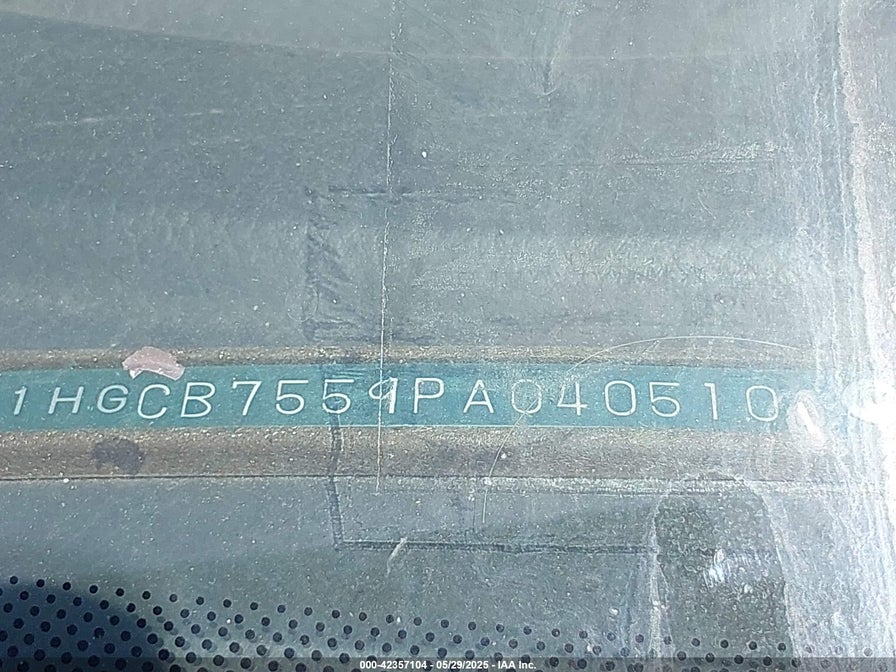 1HGCB7559PA040510
000-42357104 - 05/29/2025 - IAA Inc.